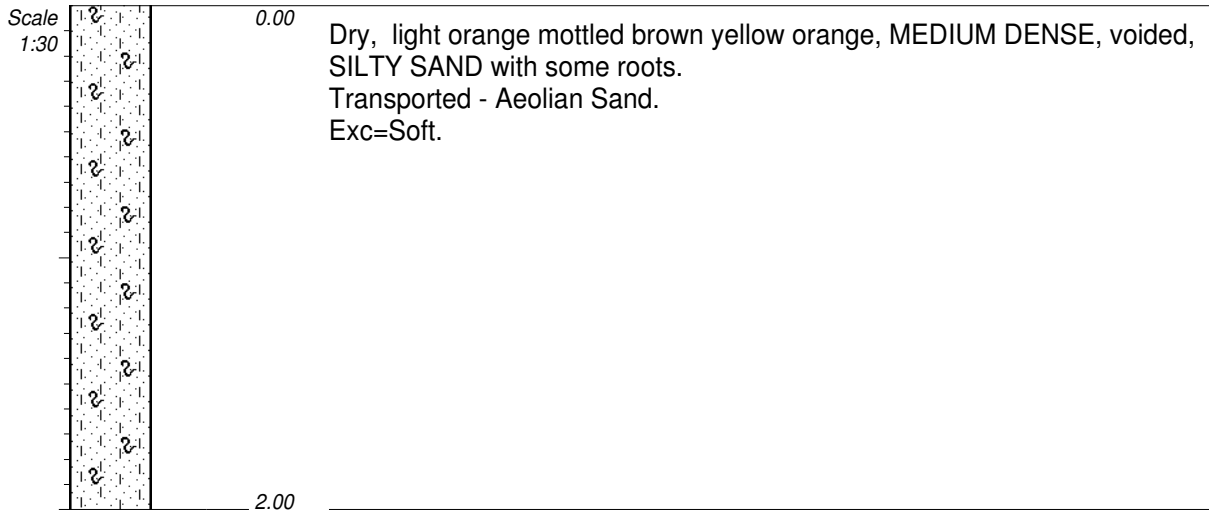 Scale
1:30
0.00
Dry, light orange mottled brown yellow orange, MEDIUM DENSE, voided,
SILTY SAND with some roots.
Transported - Aeolian Sand.
Exc=Soft.
2.00